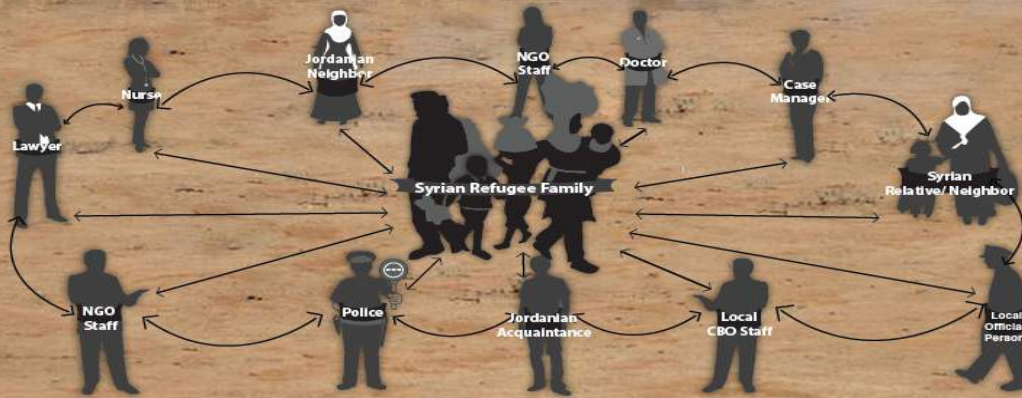 Jordanian
Neighbor
NGO
Staff
Doctor
Case
Manager
Nurse
Lawyer
Syrian Refugee Family
Syrian
Relative/ Neighbor
NGO
Staff
Police
Jordanian
Acquaintance
Local
CBO Staff
Local
Official
Person